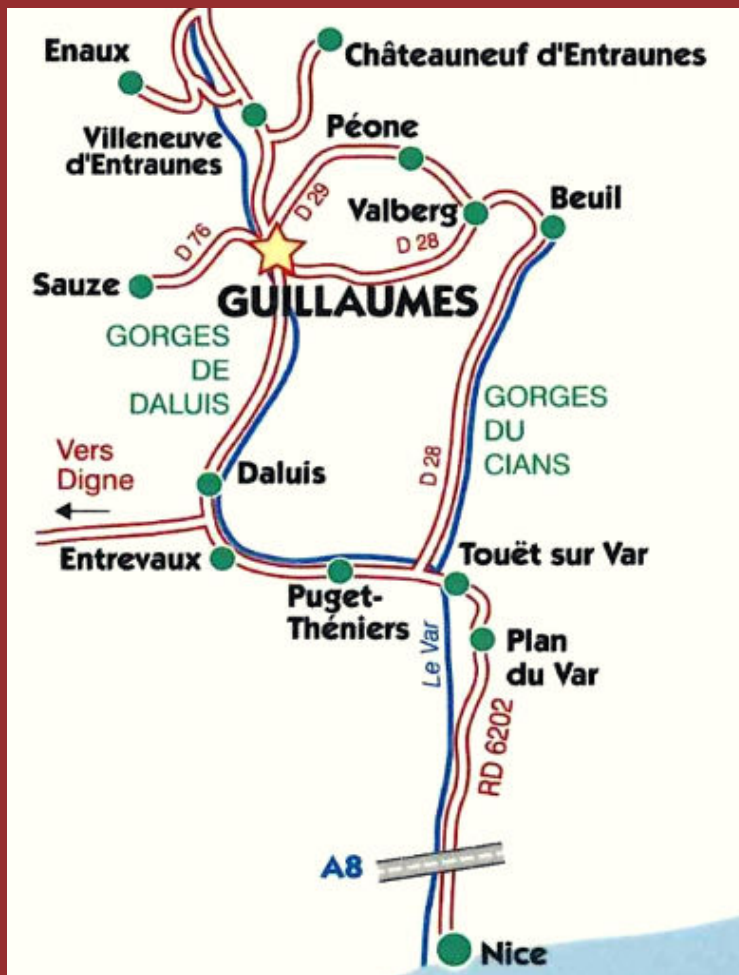 Enaux
Châteauneuf d'Entraunes
Villeneuve
d'Entraunes
Péone
D 29
Valberg
Beuil
D 76
D 28
Sauze
GUILLAUMES
GORGES
DE
DALUIS
GORGES
DU
CIANS
D 28
Vers
Digne
Daluis
Entrevaux
Puget-
Théniers
Touët sur Var
Le Var
Plan
du Var
RD 6202
A8
Nice